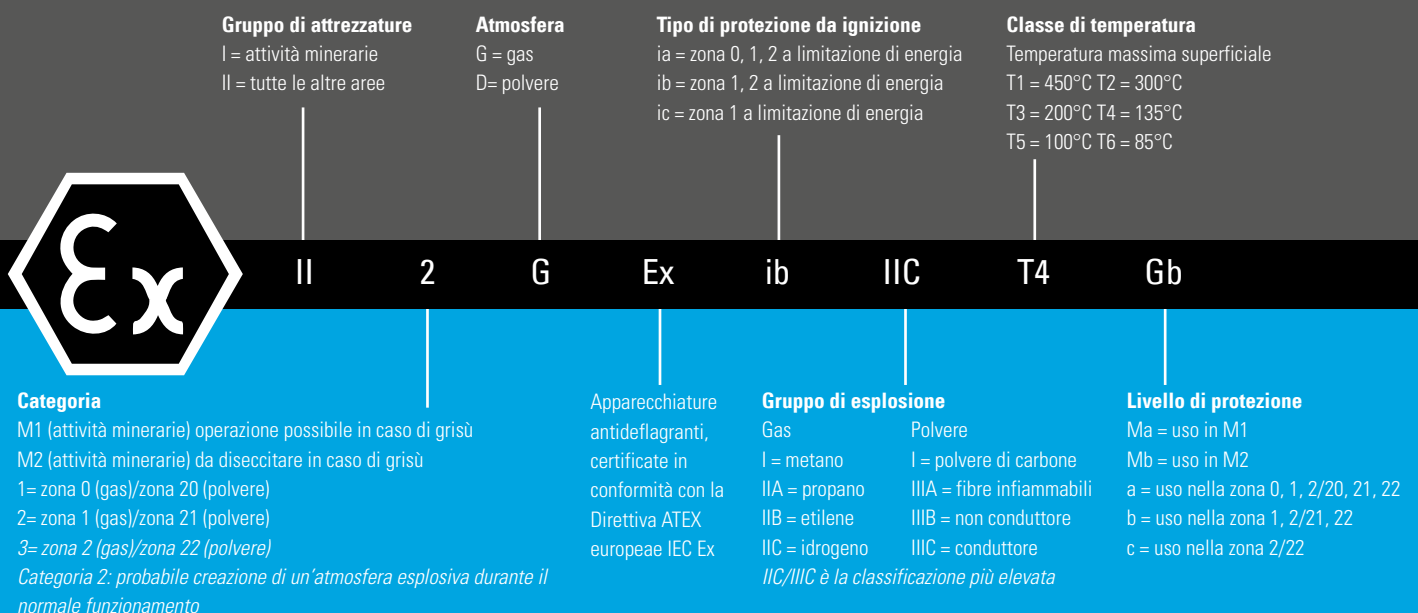 Gruppo di attrezzature
I = attività minerarie
II = tutte le altre aree
Atmosfera
G = gas
D= polvere
Tipo di protezione da ignizione
ia = zona 0, 1, 2 a limitazione di energia
ib = zona 1, 2 a limitazione di energia
ic = zona 1 a limitazione di energia
Classe di temperatura
Temperatura massima superficiale
T1 = 450°C T2 = 300°C
T3 = 200°C T4 = 135°C
T5 = 100°C T6 = 85°C
Ex II 2 G Ex ib IIC T4 Gb
Categoria
M1 (attività minerarie) operazione possibile in caso di grisù
M2 (attività minerarie) da diseccitare in caso di grisù
1= zona 0 (gas)/zona 20 (polvere)
2= zona 1 (gas)/zona 21 (polvere)
3= zona 2 (gas)/zona 22 (polvere)
Categoria 2: probabile creazione di un'atmosfera esplosiva durante il
normale funzionamento
Apparecchiature
antideflagranti,
certificate in
conformità con la
Direttiva ATEX
europeae IEC Ex
Gruppo di esplosione
Gas Polvere
I = metano I = polvere di carbone
IIA = propano IIIA = fibre infiammabili
IIB = etilene IIIB = non conduttore
IIC = idrogeno IIIC = conduttore
IIC/IIIC è la classificazione più elevata
Livello di protezione
Ma = uso in M1
Mb = uso in M2
a = uso nella zona 0, 1, 2/20, 21, 22
b = uso nella zona 1, 2/21, 22
c = uso nella zona 2/22